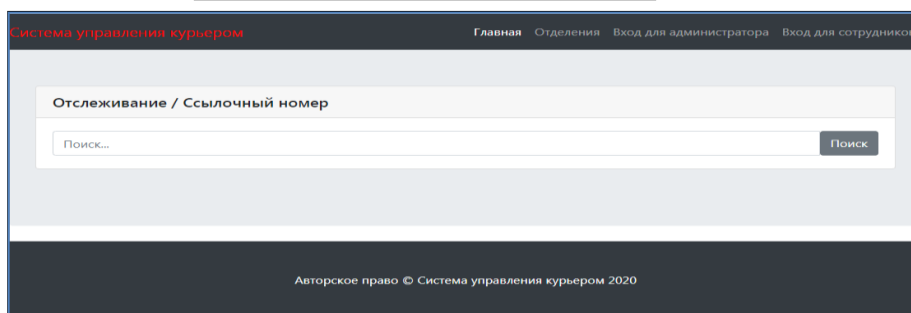 Система управления курьером Главная Отделения Вход для администратора Вход для сотрудников
Отслеживание / Ссылочный номер
Поиск... Поиск
Авторское право © Система управления курьером 2020